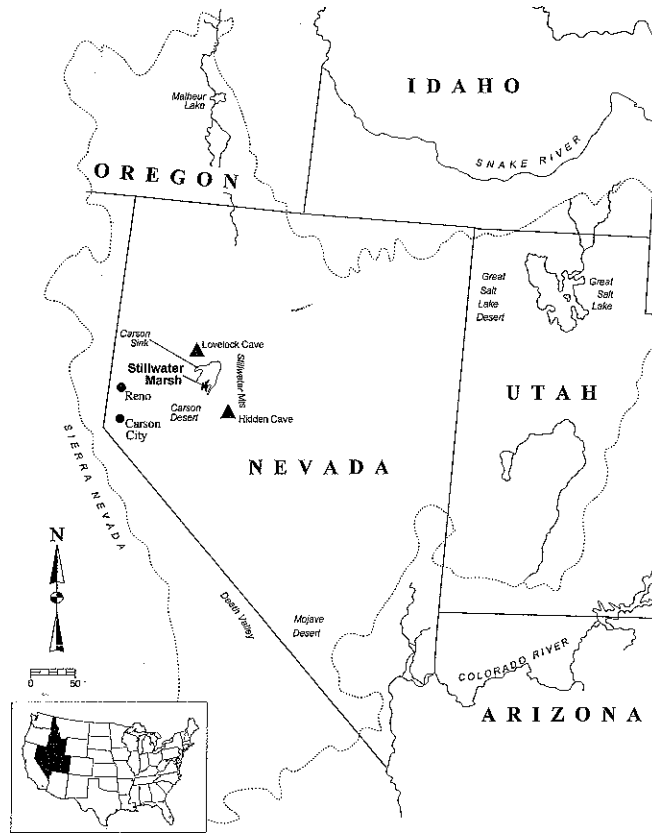 IDAHO
Malheur
Lake
SNAKE RIVER
OREGON
Great
Salt
Lake
Desert
Great
Salt
Lake
Carson
Sink
Lovelock Cave
Stillwater
Marsh
Stillwater Mts
Reno
Carson
Desert
Hidden Cave
Carson
City
UTAH
NEVADA
SIERRA NEVADA
N
Death Valley
Mojave
Desert
COLORADO RIVER
0 50
ARIZONA